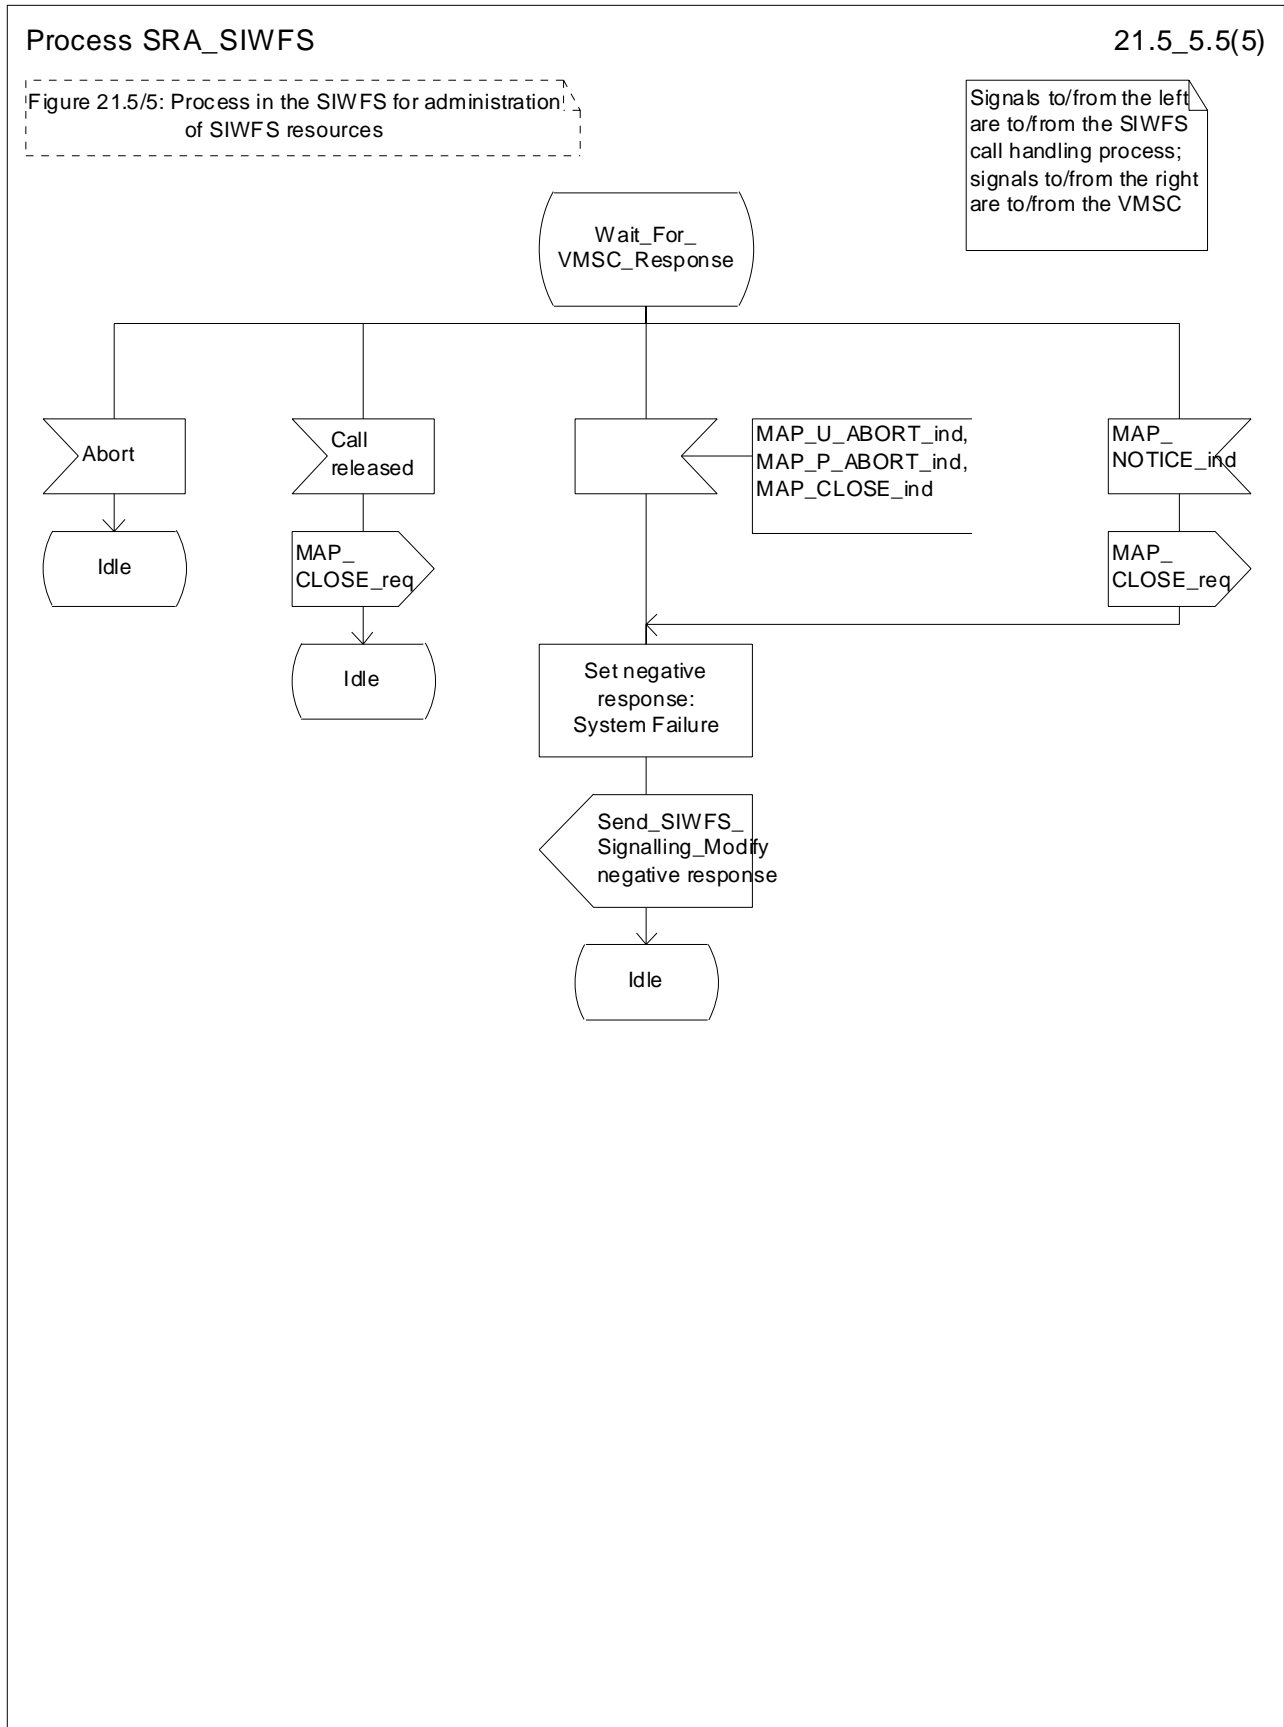 Process SRA_SIWFS
21.5_5.5(5)
Figure 21.5/5: Process in the SIWFS for administration
of SIWFS resources
Signals to/from the left
are to/from the SIWFS
call handling process;
signals to/from the right
are to/from the VMSC
Wait_For_
VMSC_Response
Abort
Call
released
MAP_U_ABORT_ind,
MAP_P_ABORT_ind,
MAP_CLOSE_ind
MAP_
NOTICE_ind
Idle
MAP_
CLOSE_req
MAP_
CLOSE_req
Idle
Set negative
response:
System Failure
Send_SIWFS_
Signalling_Modify
negative response
Idle